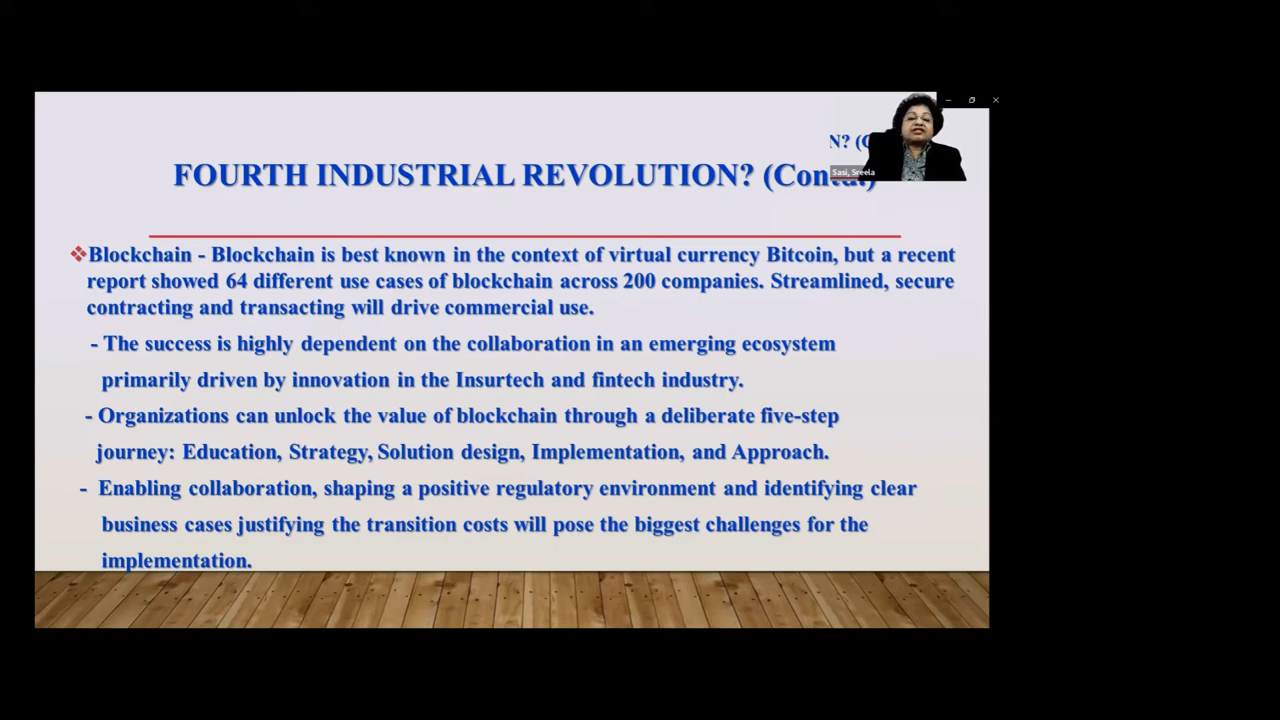 N? (C
FOURTH INDUSTRIAL REVOLUTION? (Contd.)
Sasi, Sreela
❖Blockchain - Blockchain is best known in the context of virtual currency Bitcoin, but a recent
report showed 64 different use cases of blockchain across 200 companies. Streamlined, secure
contracting and transacting will drive commercial use.
- The success is highly dependent on the collaboration in an emerging ecosystem
primarily driven by innovation in the Insurtech and fintech industry.
- Organizations can unlock the value of blockchain through a deliberate five-step
journey: Education, Strategy, Solution design, Implementation, and Approach.
- Enabling collaboration, shaping a positive regulatory environment and identifying clear
business cases justifying the transition costs will pose the biggest challenges for the
implementation.